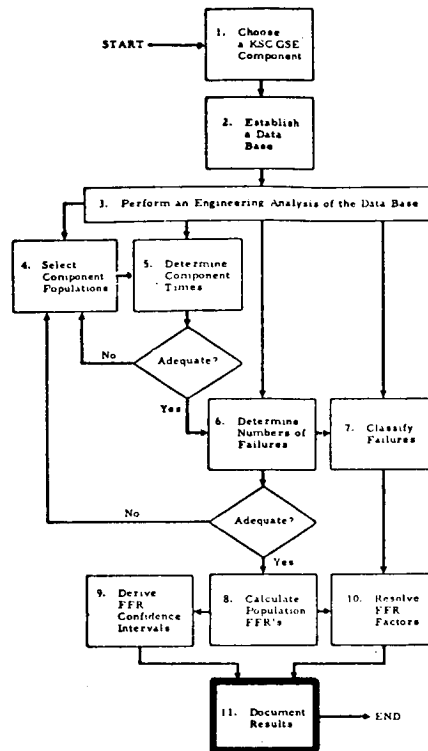 START
1. Choose
a KSC GSE
Component
2. Establish
a Data
Base
3. Perform an Engineering Analysis of the Data Base
4. Select
Component
Populations
5. Determine
Component
Times
No
Adequate?
Yes
6. Determine
Numbers of
Failures
7. Classify
Failures
No
Adequate?
Yes
9. Derive
FFR
Confidence
Intervals
8. Calculate
Population
FFR's
10. Resolve
FFR
Factors
11. Document
Results
END